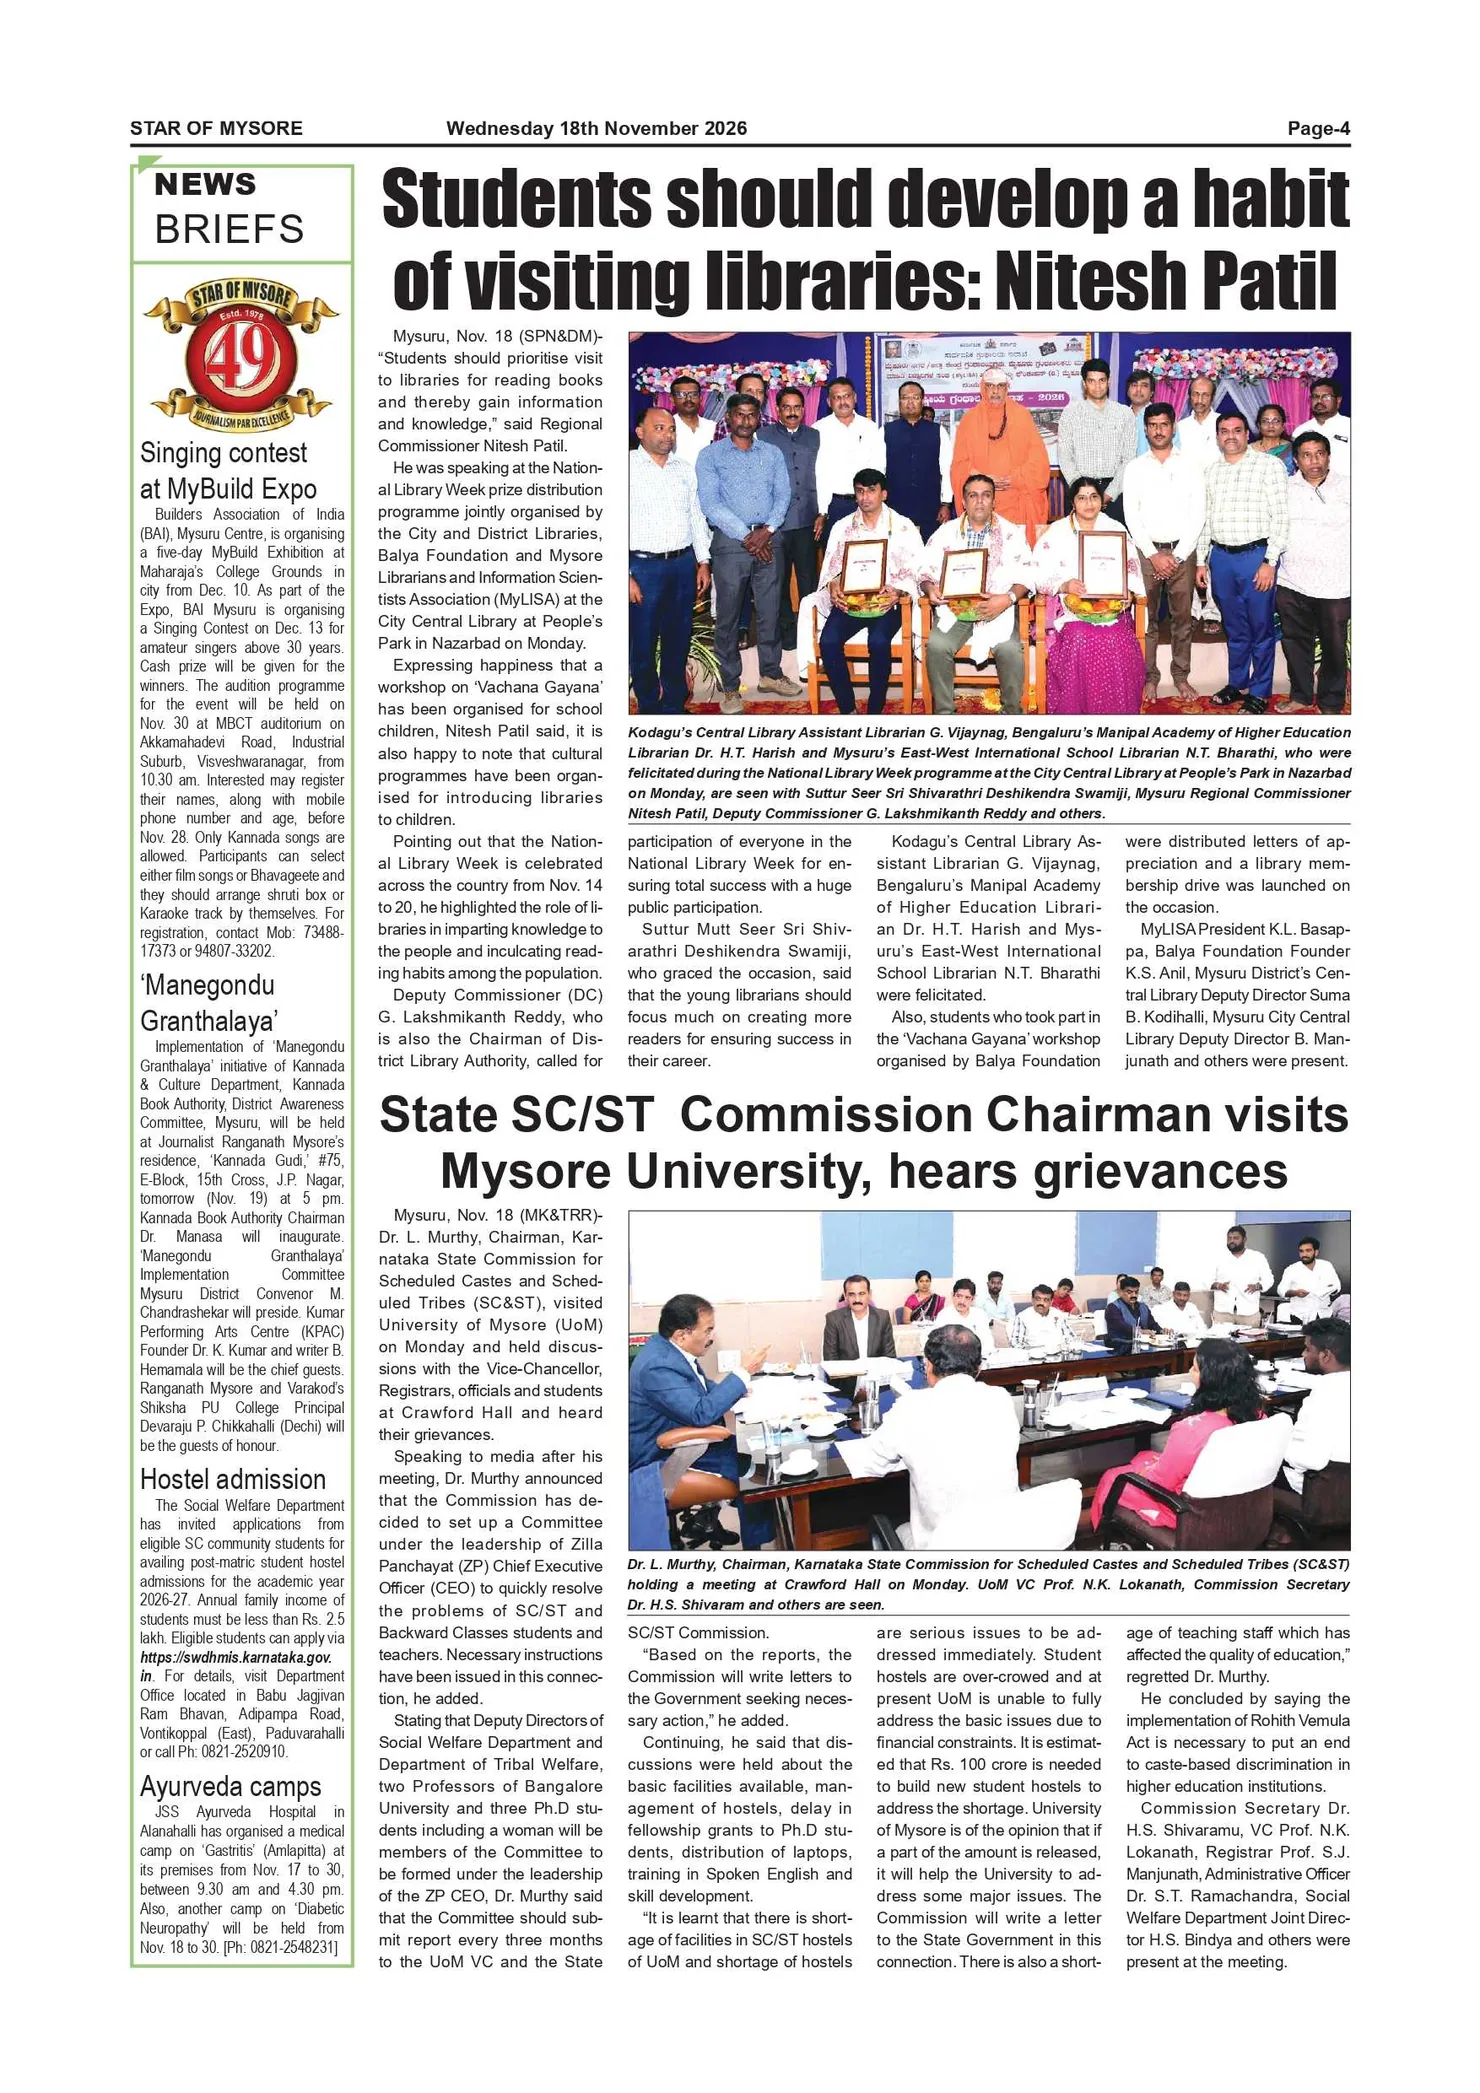 STAR OF MYSORE
Wednesday 18th November 2026
Page-4
NEWS
BRIEFS
STAR OF MYSORE
Estd. 1978
49
JOURNALISM PAR EXCELLENCE
Singing contest
at MyBuild Expo
Builders Association of India
(BAI), Mysuru Centre, is organising
a five-day MyBuild Exhibition at
Maharaja's College Grounds in
city from Dec. 10. As part of the
Expo, BAI Mysuru is organising
a Singing Contest on Dec. 13 for
amateur singers above 30 years.
Cash prize will be given for the
winners. The audition programme
for the event will be held on
Nov. 30 at MBCT auditorium on
Akkamahadevi Road, Industrial
Suburb, Visveshwaranagar, from
10.30 am. Interested may register
their names, along with mobile
phone number and age, before
Nov. 28. Only Kannada songs are
allowed. Participants can select
either film songs or Bhavageete and
they should arrange shruti box or
Karaoke track by themselves. For
registration, contact Mob: 73488-
17373 or 94807-33202.
‘Manegondu
Granthalaya’
Implementation of ‘Manegondu
Granthalaya’ initiative of Kannada
& Culture Department, Kannada
Book Authority, District Awareness
Committee, Mysuru, will be held
at Journalist Ranganath Mysore’s
residence, ‘Kannada Gudi,’ #75,
E-Block, 15th Cross, J.P. Nagar,
tomorrow (Nov. 19) at 5 pm.
Kannada Book Authority Chairman
Dr. Manasa will inaugurate.
‘Manegondu Granthalaya’
Implementation Committee
Mysuru District Convenor M.
Chandrashekar will preside. Kumar
Performing Arts Centre (KPAC)
Founder Dr. K. Kumar and writer B.
Hemamala will be the chief guests.
Ranganath Mysore and Varakod’s
Shiksha PU College Principal
Devaraju P. Chikkahalli (Dechi) will
be the guests of honour.
Hostel admission
The Social Welfare Department
has invited applications from
eligible SC community students for
availing post-matric student hostel
admissions for the academic year
2026-27. Annual family income of
students must be less than Rs. 2.5
lakh. Eligible students can apply via
https://swdhmis.karnataka.gov.
in. For details, visit Department
Office located in Babu Jagjivan
Ram Bhavan, Adipampa Road,
Vontikoppal (East), Paduvarahalli
or call Ph: 0821-2520910.
Ayurveda camps
JSS Ayurveda Hospital in
Alanahalli has organised a medical
camp on ‘Gastritis’ (Amlapitta) at
its premises from Nov. 17 to 30,
between 9.30 am and 4.30 pm.
Also, another camp on ‘Diabetic
Neuropathy’ will be held from
Nov. 18 to 30. [Ph: 0821-2548231]
Students should develop a habit
of visiting libraries: Nitesh Patil
Mysuru, Nov. 18 (SPN&DM)-
“Students should prioritise visit
to libraries for reading books
and thereby gain information
and knowledge,” said Regional
Commissioner Nitesh Patil.
He was speaking at the Nation-
al Library Week prize distribution
programme jointly organised by
the City and District Libraries,
Balya Foundation and Mysore
Librarians and Information Scien-
tists Association (MyLISA) at the
City Central Library at People’s
Park in Nazarbad on Monday.
Expressing happiness that a
workshop on ‘Vachana Gayana’
has been organised for school
children, Nitesh Patil said, it is
also happy to note that cultural
programmes have been organ-
ised for introducing libraries
to children.
Pointing out that the Nation-
al Library Week is celebrated
across the country from Nov. 14
to 20, he highlighted the role of li-
braries in imparting knowledge to
the people and inculcating read-
ing habits among the population.
Deputy Commissioner (DC)
G. Lakshmikanth Reddy, who
is also the Chairman of Dis-
trict Library Authority, called for
Kodagu’s Central Library Assistant Librarian G. Vijaynag, Bengaluru’s Manipal Academy of Higher Education
Librarian Dr. H.T. Harish and Mysuru’s East-West International School Librarian N.T. Bharathi, who were
felicitated during the National Library Week programme at the City Central Library at People’s Park in Nazarbad
on Monday, are seen with Suttur Seer Sri Shivarathri Deshikendra Swamiji, Mysuru Regional Commissioner
Nitesh Patil, Deputy Commissioner G. Lakshmikanth Reddy and others.
participation of everyone in the
National Library Week for en-
suring total success with a huge
public participation.
Suttur Mutt Seer Sri Shiv-
arathri Deshikendra Swamiji,
who graced the occasion, said
that the young librarians should
focus much on creating more
readers for ensuring success in
their career.
Kodagu’s Central Library As-
sistant Librarian G. Vijaynag,
Bengaluru’s Manipal Academy
of Higher Education Librari-
an Dr. H.T. Harish and Mys-
uru’s East-West International
School Librarian N.T. Bharathi
were felicitated.
Also, students who took part in
the ‘Vachana Gayana’ workshop
organised by Balya Foundation
were distributed letters of ap-
preciation and a library mem-
bership drive was launched on
the occasion.
MyLISA President K.L. Basap-
pa, Balya Foundation Founder
K.S. Anil, Mysuru District’s Cen-
tral Library Deputy Director Suma
B. Kodihalli, Mysuru City Central
Library Deputy Director B. Man-
junath and others were present.
State SC/ST Commission Chairman visits
Mysore University, hears grievances
Mysuru, Nov. 18 (MK&TRR)-
Dr. L. Murthy, Chairman, Kar-
nataka State Commission for
Scheduled Castes and Sched-
uled Tribes (SC&ST), visited
University of Mysore (UoM)
on Monday and held discus-
sions with the Vice-Chancellor,
Registrars, officials and students
at Crawford Hall and heard
their grievances.
Speaking to media after his
meeting, Dr. Murthy announced
that the Commission has de-
cided to set up a Committee
under the leadership of Zilla
Panchayat (ZP) Chief Executive
Officer (CEO) to quickly resolve
the problems of SC/ST and
Backward Classes students and
teachers. Necessary instructions
have been issued in this connec-
tion, he added.
Stating that Deputy Directors of
Social Welfare Department and
Department of Tribal Welfare,
two Professors of Bangalore
University and three Ph.D stu-
dents including a woman will be
members of the Committee to
be formed under the leadership
of the ZP CEO, Dr. Murthy said
that the Committee should sub-
mit report every three months
to the UoM VC and the State
Dr. L. Murthy, Chairman, Karnataka State Commission for Scheduled Castes and Scheduled Tribes (SC&ST)
holding a meeting at Crawford Hall on Monday. UoM VC Prof. N.K. Lokanath, Commission Secretary
Dr. H.S. Shivaram and others are seen.
SC/ST Commission.
“Based on the reports, the
Commission will write letters to
the Government seeking neces-
sary action,” he added.
Continuing, he said that dis-
cussions were held about the
basic facilities available, man-
agement of hostels, delay in
fellowship grants to Ph.D stu-
dents, distribution of laptops,
training in Spoken English and
skill development.
“It is learnt that there is short-
age of facilities in SC/ST hostels
of UoM and shortage of hostels
are serious issues to be ad-
dressed immediately. Student
hostels are over-crowed and at
present UoM is unable to fully
address the basic issues due to
financial constraints. It is estimat-
ed that Rs. 100 crore is needed
to build new student hostels to
address the shortage. University
of Mysore is of the opinion that if
a part of the amount is released,
it will help the University to ad-
dress some major issues. The
Commission will write a letter
to the State Government in this
connection. There is also a short-
age of teaching staff which has
affected the quality of education,”
regretted Dr. Murthy.
He concluded by saying the
implementation of Rohith Vemula
Act is necessary to put an end
to caste-based discrimination in
higher education institutions.
Commission Secretary Dr.
H.S. Shivaramu, VC Prof. N.K.
Lokanath, Registrar Prof. S.J.
Manjunath, Administrative Officer
Dr. S.T. Ramachandra, Social
Welfare Department Joint Direc-
tor H.S. Bindya and others were
present at the meeting.